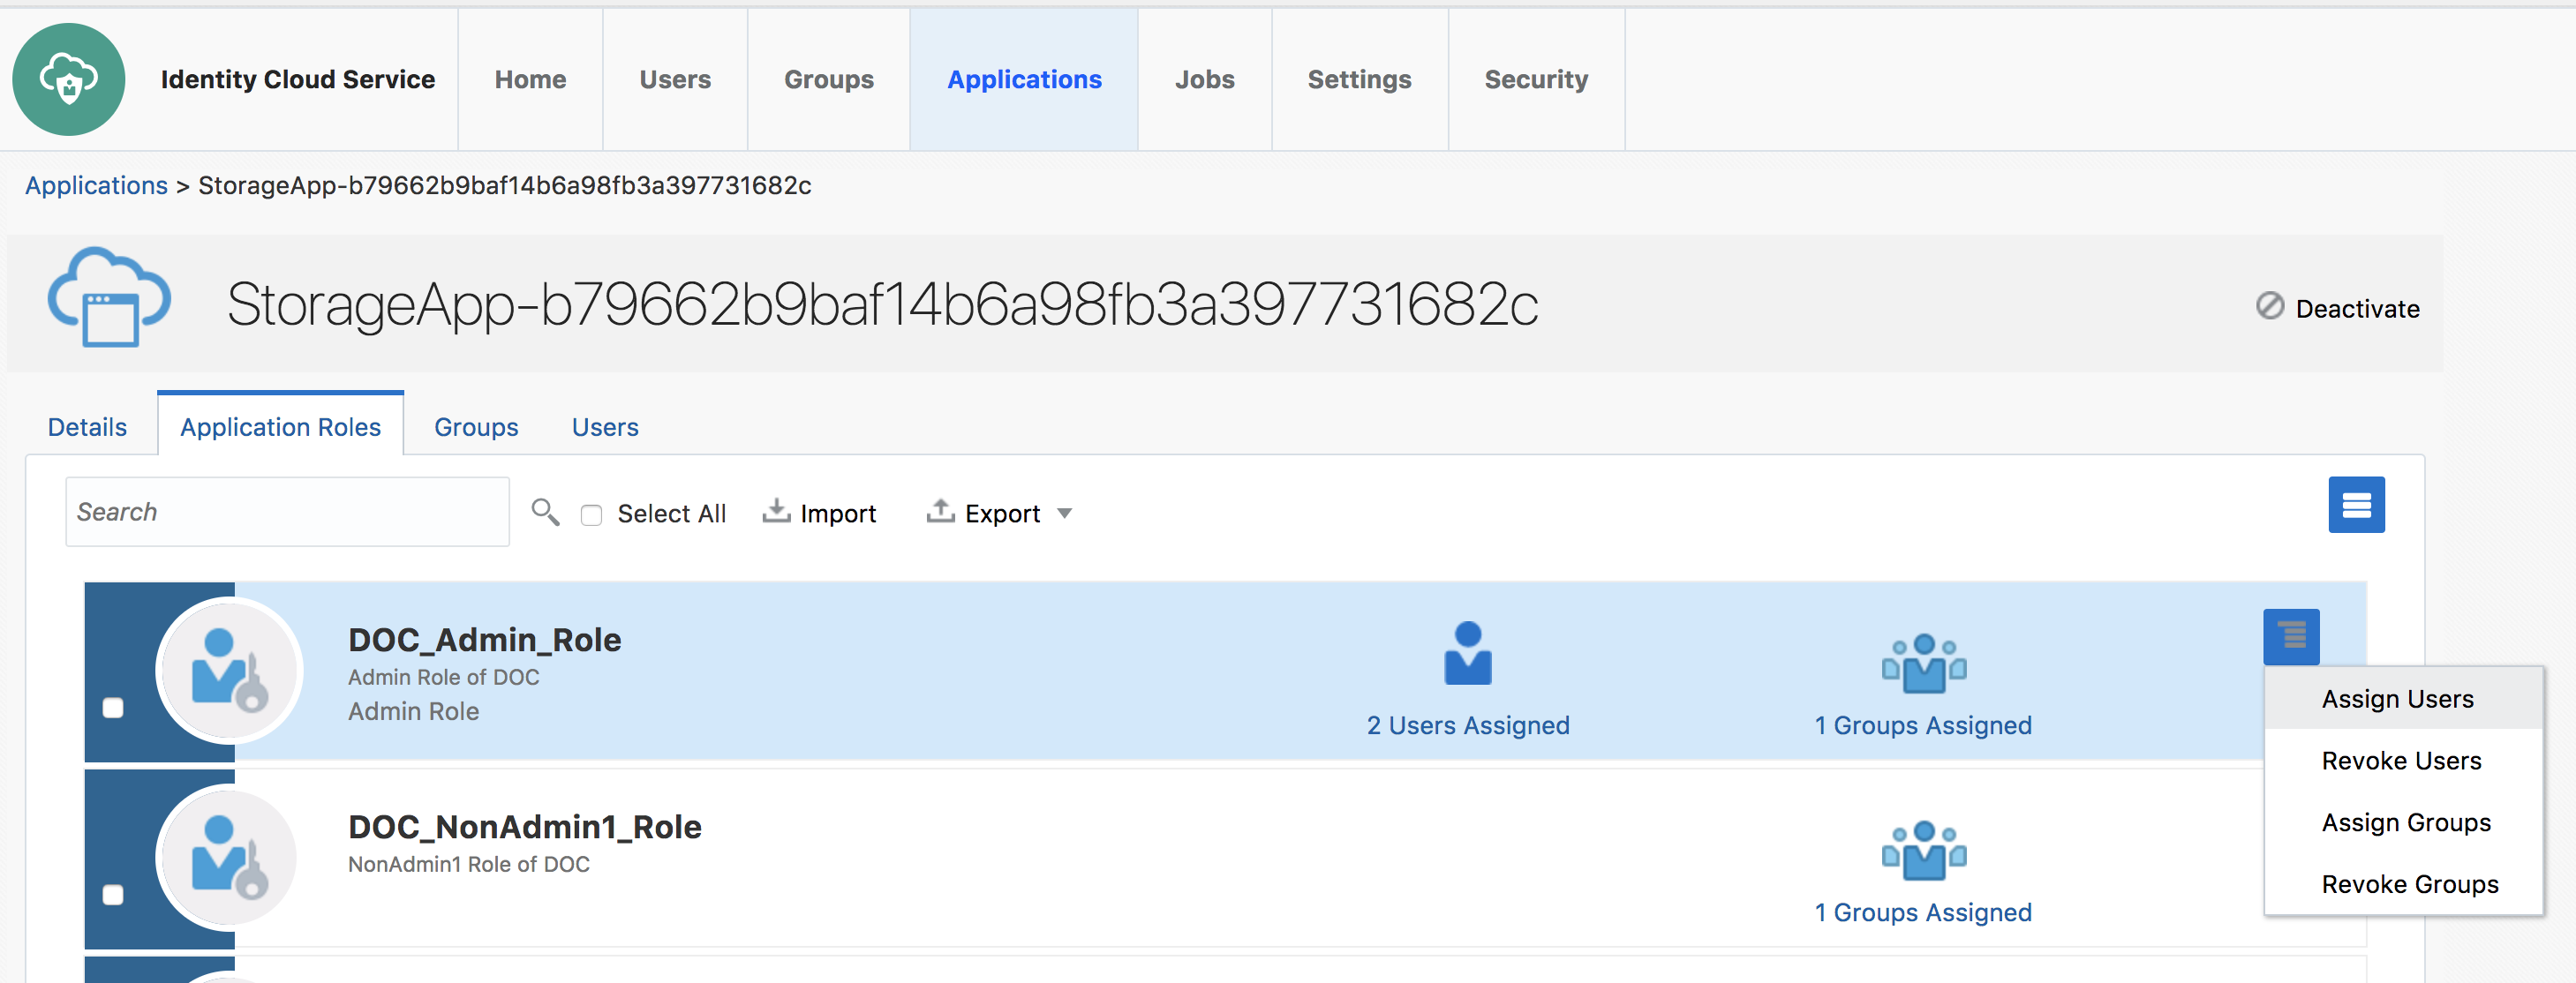 Identity Cloud Service Home Users Groups Applications Jobs Settings Security
Applications > StorageApp-b79662b9baf14b6a98fb3a397731682c
StorageApp-b79662b9baf14b6a98fb3a397731682c Deactivate
Details Application Roles Groups Users
Search Select All Import Export
DOC_Admin_Role
Admin Role of DOC
Admin Role
2 Users Assigned
1 Groups Assigned
Assign Users
Revoke Users
Assign Groups
Revoke Groups
DOC_NonAdmin1_Role
NonAdmin1 Role of DOC
1 Groups Assigned